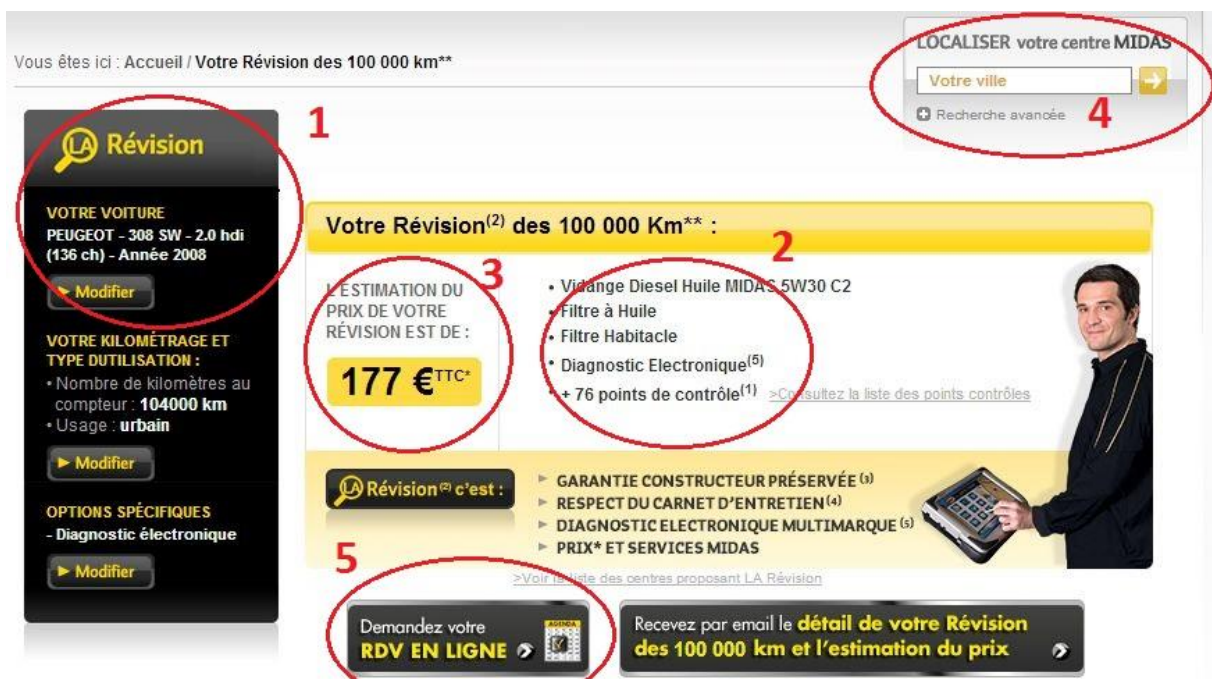 Vous êtes ici : Accueil / Votre Révision des 100 000 km**
LOCALISER votre centre MIDAS
Votre ville
Recherche avancée
4
1
LA Révision
VOTRE VOITURE
PEUGEOT - 308 SW - 2.0 hdi
(136 ch) - Année 2008
Modifier
VOTRE KILOMÉTRAGE ET
TYPE DUTILISATION :
• Nombre de kilomètres au
compteur : 104000 km
• Usage : urbain
Modifier
OPTIONS SPÉCIFIQUES
- Diagnostic électronique
Modifier
Votre Révision(2) des 100 000 Km** :
2
3
L'ESTIMATION DU
PRIX DE VOTRE
RÉVISION EST DE :
177 €TTC*
• Vidange Diesel Huile MIDAS 5W30 C2
• Filtre à Huile
• Filtre Habitacle
• Diagnostic Electronique(5)
• + 76 points de contrôle(1) >Consultez la liste des points contrôles
LA Révision(2) c'est :
GARANTIE CONSTRUCTEUR PRÉSERVÉE (3)
RESPECT DU CARNET D'ENTRETIEN(4)
DIAGNOSTIC ELECTRONIQUE MULTIMARQUE (5)
PRIX* ET SERVICES MIDAS
5
>Voir la liste des centres proposant LA Révision
Demandez votre
RDV EN LIGNE
AGENDA
Recevez par email le détail de votre Révision
des 100 000 km et l'estimation du prix